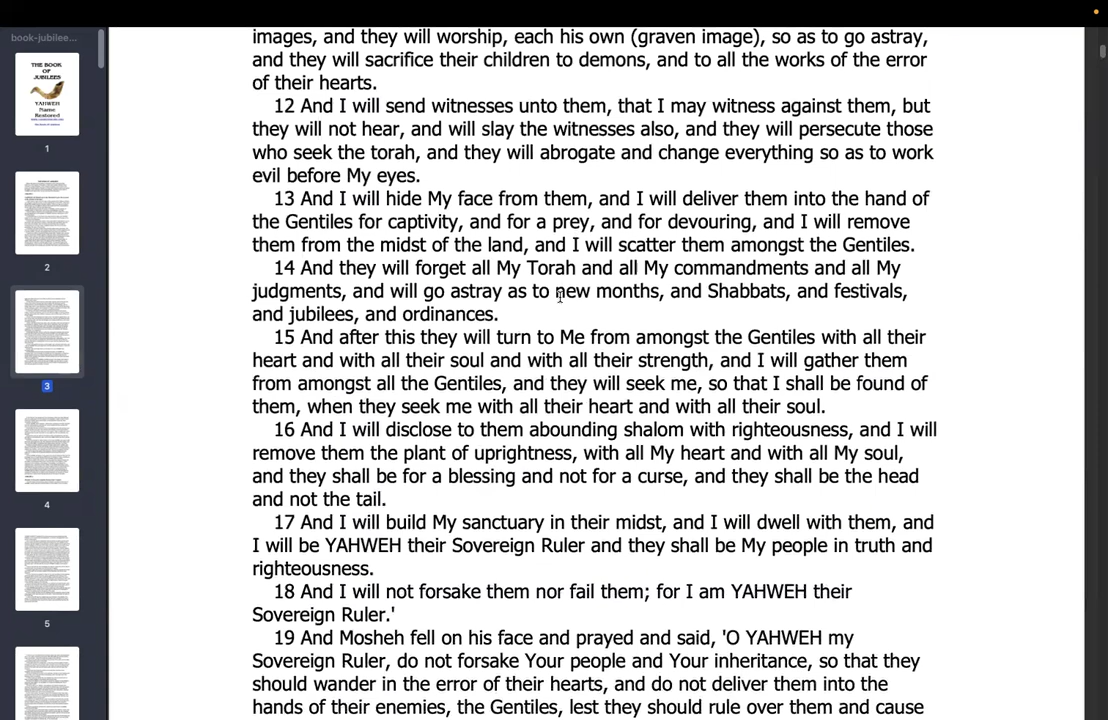 book-jubilee...
THE BOOK
OF
JUBILEES
YAHWEH
Name
Restored
1
2
3
4
5
images, and they will worship, each his own (graven image), so as to go astray,
and they will sacrifice their children to demons, and to all the works of the error
of their hearts.
12 And I will send witnesses unto them, that I may witness against them, but
they will not hear, and will slay the witnesses also, and they will persecute those
who seek the torah, and they will abrogate and change everything so as to work
evil before My eyes.
13 And I will hide My face from them, and I will deliver them into the hand of
the Gentiles for captivity, and for a prey, and for devouring, and I will remove
them from the midst of the land, and I will scatter them amongst the Gentiles.
14 And they will forget all My Torah and all My commandments and all My
judgments, and will go astray as to new months, and Shabbats, and festivals,
and jubilees, and ordinances.
15 And after this they will turn to Me from amongst the Gentiles with all their
heart and with all their soul and with all their strength, and I will gather them
from amongst all the Gentiles, and they will seek me, so that I shall be found of
them, when they seek me with all their heart and with all their soul.
16 And I will disclose to them abounding shalom with righteousness, and I will
remove them the plant of uprightness, with all My heart and with all My soul,
and they shall be for a blessing and not for a curse, and they shall be the head
and not the tail.
17 And I will build My sanctuary in their midst, and I will dwell with them, and
I will be YAHWEH their Sovereign Ruler and they shall be My people in truth and
righteousness.
18 And I will not forsake them nor fail them; for I am YAHWEH their
Sovereign Ruler.'
19 And Mosheh fell on his face and prayed and said, 'O YAHWEH my
Sovereign Ruler, do not forsake Your people and Your inheritance, so that they
should wander in the error of their hearts, and do not deliver them into the
hands of their enemies, the Gentiles, lest they should rule over them and cause